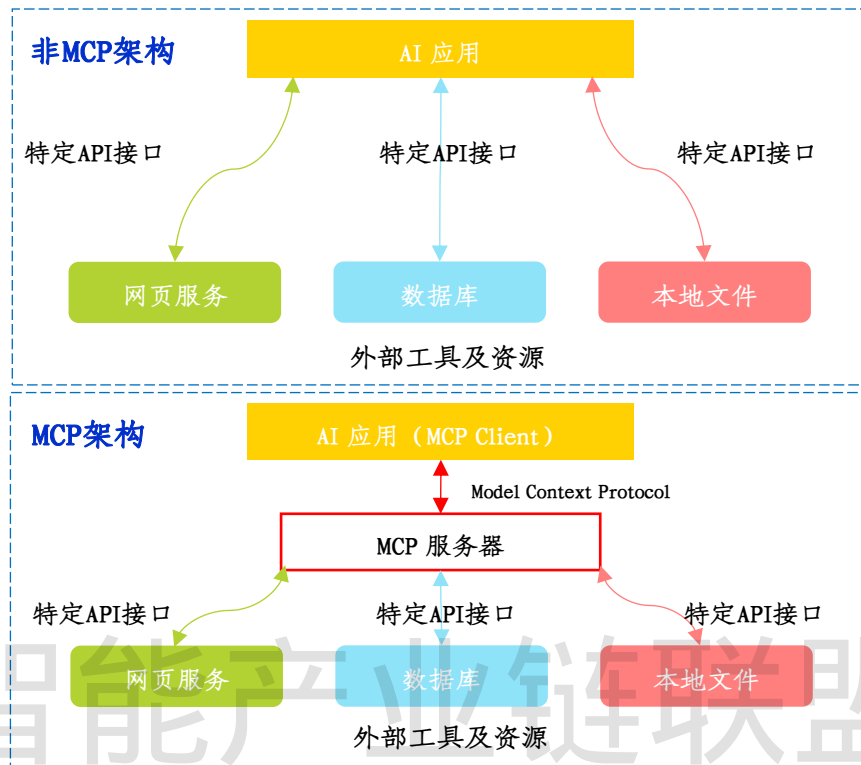 非MCP架构
AI 应用
特定API接口
特定API接口
特定API接口
网页服务
数据库
本地文件
外部工具及资源
MCP架构
AI 应用（MCP Client）
Model Context Protocol
MCP 服务器
特定API接口
特定API接口
特定API接口
网页服务
数据库
本地文件
外部工具及资源
智能产业链联盟